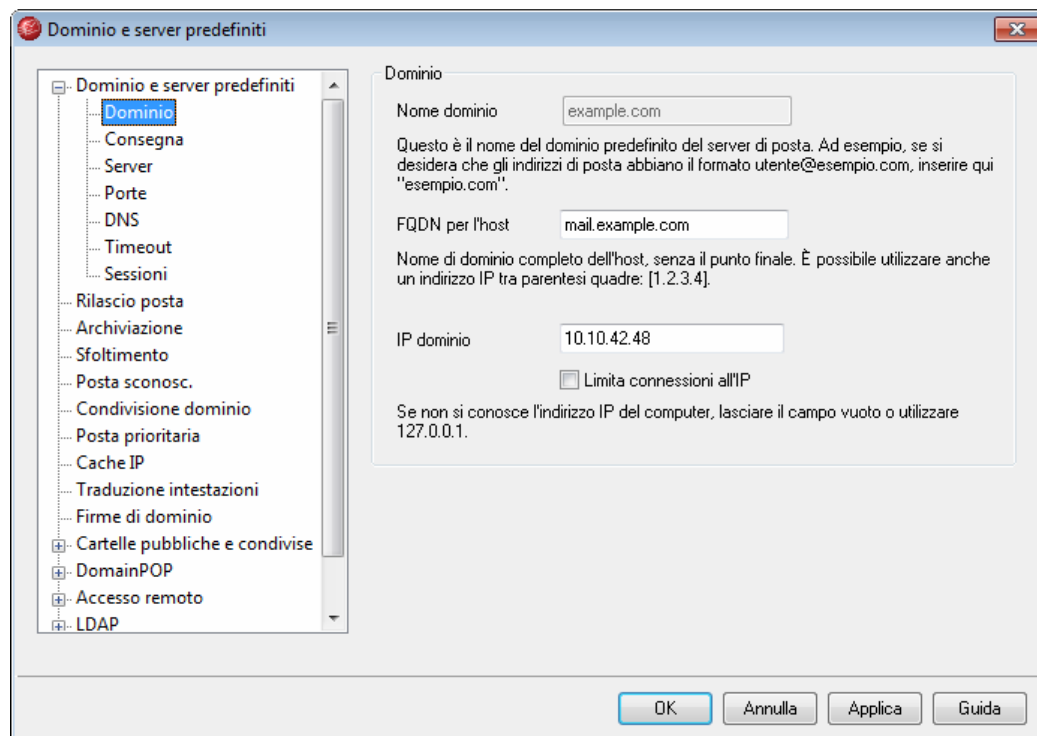 Dominio e server predefiniti
Dominio e server predefiniti
Dominio
Consegna
Server
Porte
DNS
Timeout
Sessioni
Rilascio posta
Archiviazione
Sfoltimento
Posta sconosc.
Condivisione dominio
Posta prioritaria
Cache IP
Traduzione intestazioni
Firme di dominio
Cartelle pubbliche e condivise
DomainPOP
Accesso remoto
LDAP
Dominio
Nome dominio example.com
Questo è il nome del dominio predefinito del server di posta. Ad esempio, se si
desidera che gli indirizzi di posta abbiano il formato utente@esempio.com, inserire qui
"esempio.com".
FQDN per l'host mail.example.com
Nome di dominio completo dell'host, senza il punto finale. È possibile utilizzare anche
un indirizzo IP tra parentesi quadre: [1.2.3.4].
IP dominio 10.10.42.48
Limita connessioni all'IP
Se non si conosce l'indirizzo IP del computer, lasciare il campo vuoto o utilizzare
127.0.0.1.
OK Annulla Applica Guida